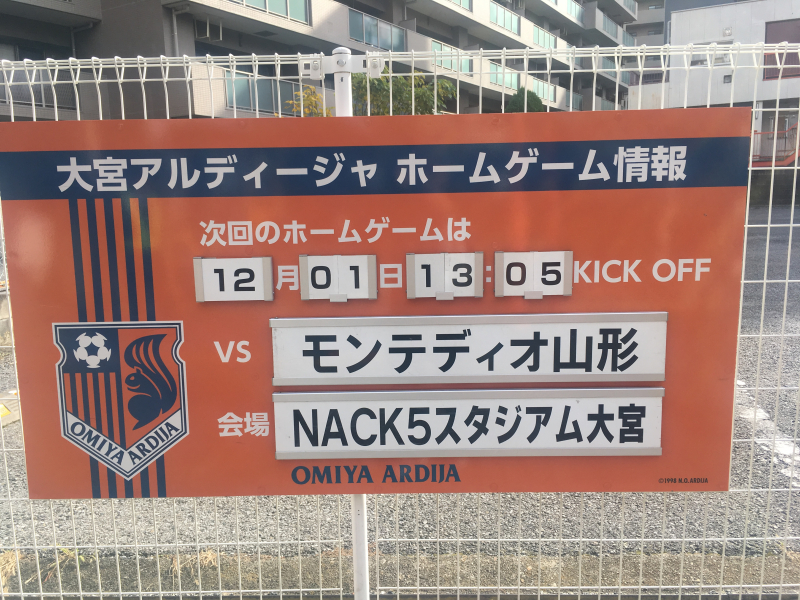 大宮アルディージャ ホームゲーム情報
次回のホームゲームは
12月01日13:05KICK OFF
VS モンテディオ山形
会場 NACK5スタジアム大宮
OMIYA ARDIJA
OMIYA ARDIJA
©1998 N.O.ARDIJA